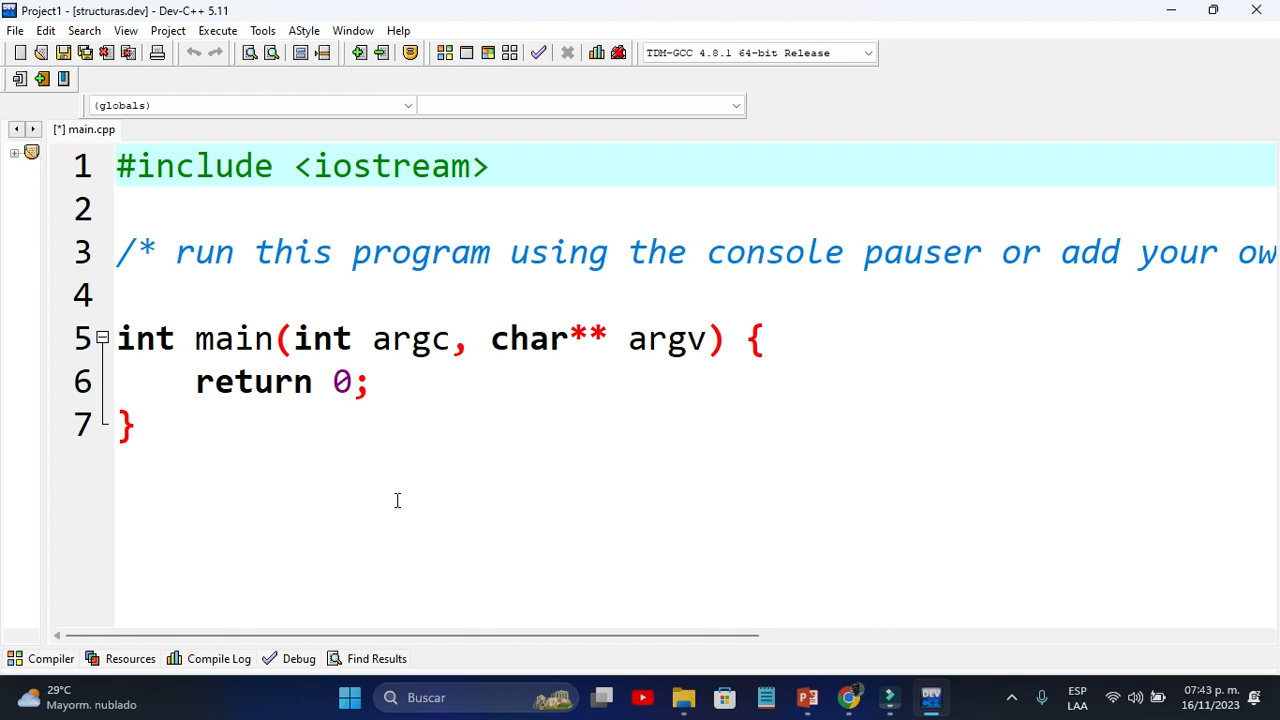 Project1 - [structuras.dev] - Dev-C++ 5.11
File Edit Search View Project Execute Tools AStyle Window Help
TDM-GCC 4.8.1 64-bit Release
(globals)
[*] main.cpp
1 #include <iostream>
2
3 /* run this program using the console pauser or add your ow
4
5 int main(int argc, char** argv) {
6 return 0;
7 }
Compiler Resources Compile Log Debug Find Results
29°C
Mayorm. nublado
Buscar
DEV
ESP
LAA
07:43 p. m.
16/11/2023